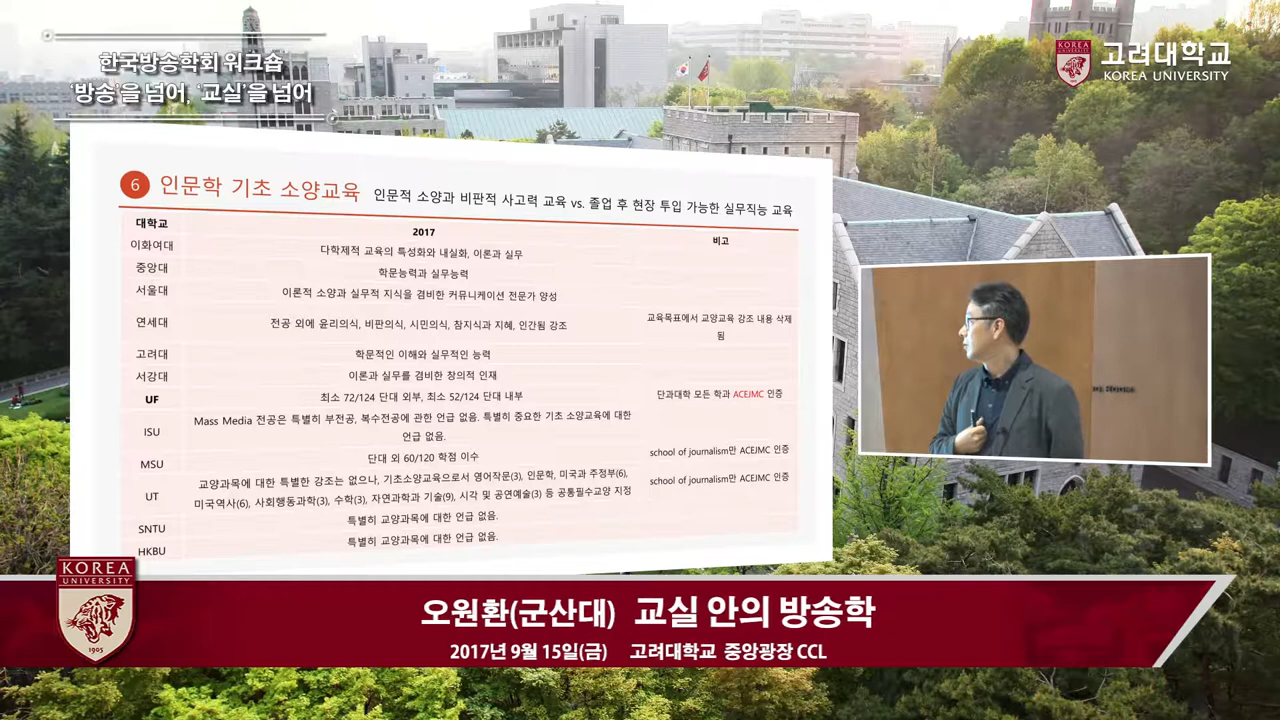 한국방송학회 워크숍
'방송'을 넘어, '교실'을 넘어
KOREA
UNIVERSITY
고려대학교
KOREA UNIVERSITY
6 인문학 기초 소양교육 인문적 소양과 비판적 사고력 교육 vs. 졸업 후 현장 투입 가능한 실무직능 교육
대학교 2017 비고
이화여대 다학제적 교육의 특성화와 내실화, 이론과 실무
중앙대 학문능력과 실무능력
서울대 이론적 소양과 실무적 지식을 겸비한 커뮤니케이션 전문가 양성
연세대 전공 외에 윤리의식, 비판의식, 시민의식, 참지식과 지혜, 인간됨 강조 교육목표에서 교양교육 강조 내용 삭제
됨
고려대 학문적인 이해와 실무적인 능력
서강대 이론과 실무를 겸비한 창의적 인재
UF 최소 72/124 단대 외부, 최소 52/124 단대 내부 단과대학 모든 학과 ACEJMC 인증
ISU Mass Media 전공은 특별히 부전공, 복수전공에 관한 언급 없음. 특별히 중요한 기초 소양교육에 대한
언급 없음.
MSU 단대 외 60/120 학점 이수 school of journalism만 ACEJMC 인증
UT 교양과목에 대한 특별한 강조는 없으나, 기초소양교육으로서 영어작문(3), 인문학, 미국과 주정부(6), school of journalism만 ACEJMC 인증
미국역사(6), 사회행동과학(3), 수학(3), 자연과학과 기술(9), 시각 및 공연예술(3) 등 공통필수교양 지정
SNTU 특별히 교양과목에 대한 언급 없음.
HKBU 특별히 교양과목에 대한 언급 없음.
KOREA
UNIVERSITY
1905
오원환(군산대) 교실 안의 방송학
2017년 9월 15일(금) 고려대학교 중앙광장 CCL